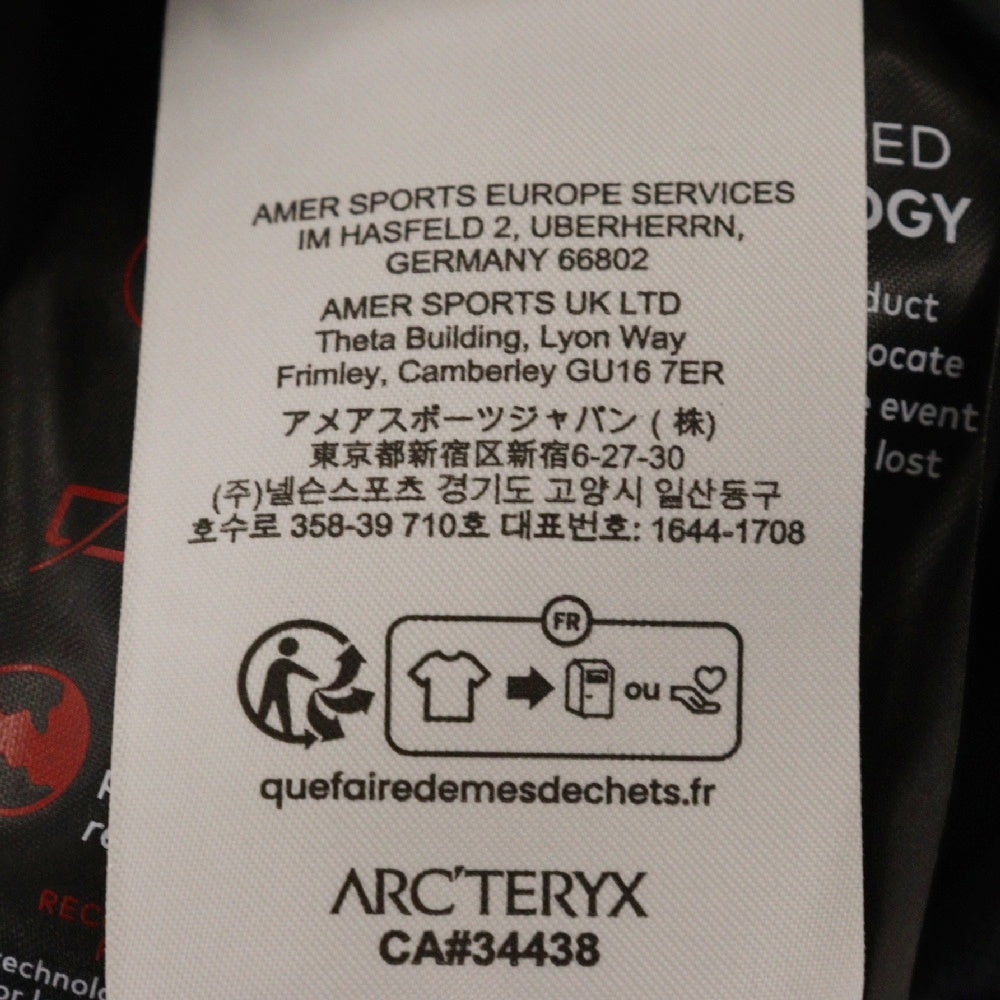 AMER SPORTS EUROPE SERVICES
IM HASFELD 2, UBERHERRN,
GERMANY 66802
AMER SPORTS UK LTD
Theta Building, Lyon Way
Frimley, Camberley GU16 7ER
アメアスポーツジャパン (株)
東京都新宿区新宿6-27-30
(주)넬슨스포츠 경기도 고양시 일산동구
호수로 358-39 710호 대표번호: 1644-1708
FR
ou
quefairedemesdechets.fr
ARC'TERYX
CA#34438
ED
OGY
duct
ocate
event
lost
REC
echnolo